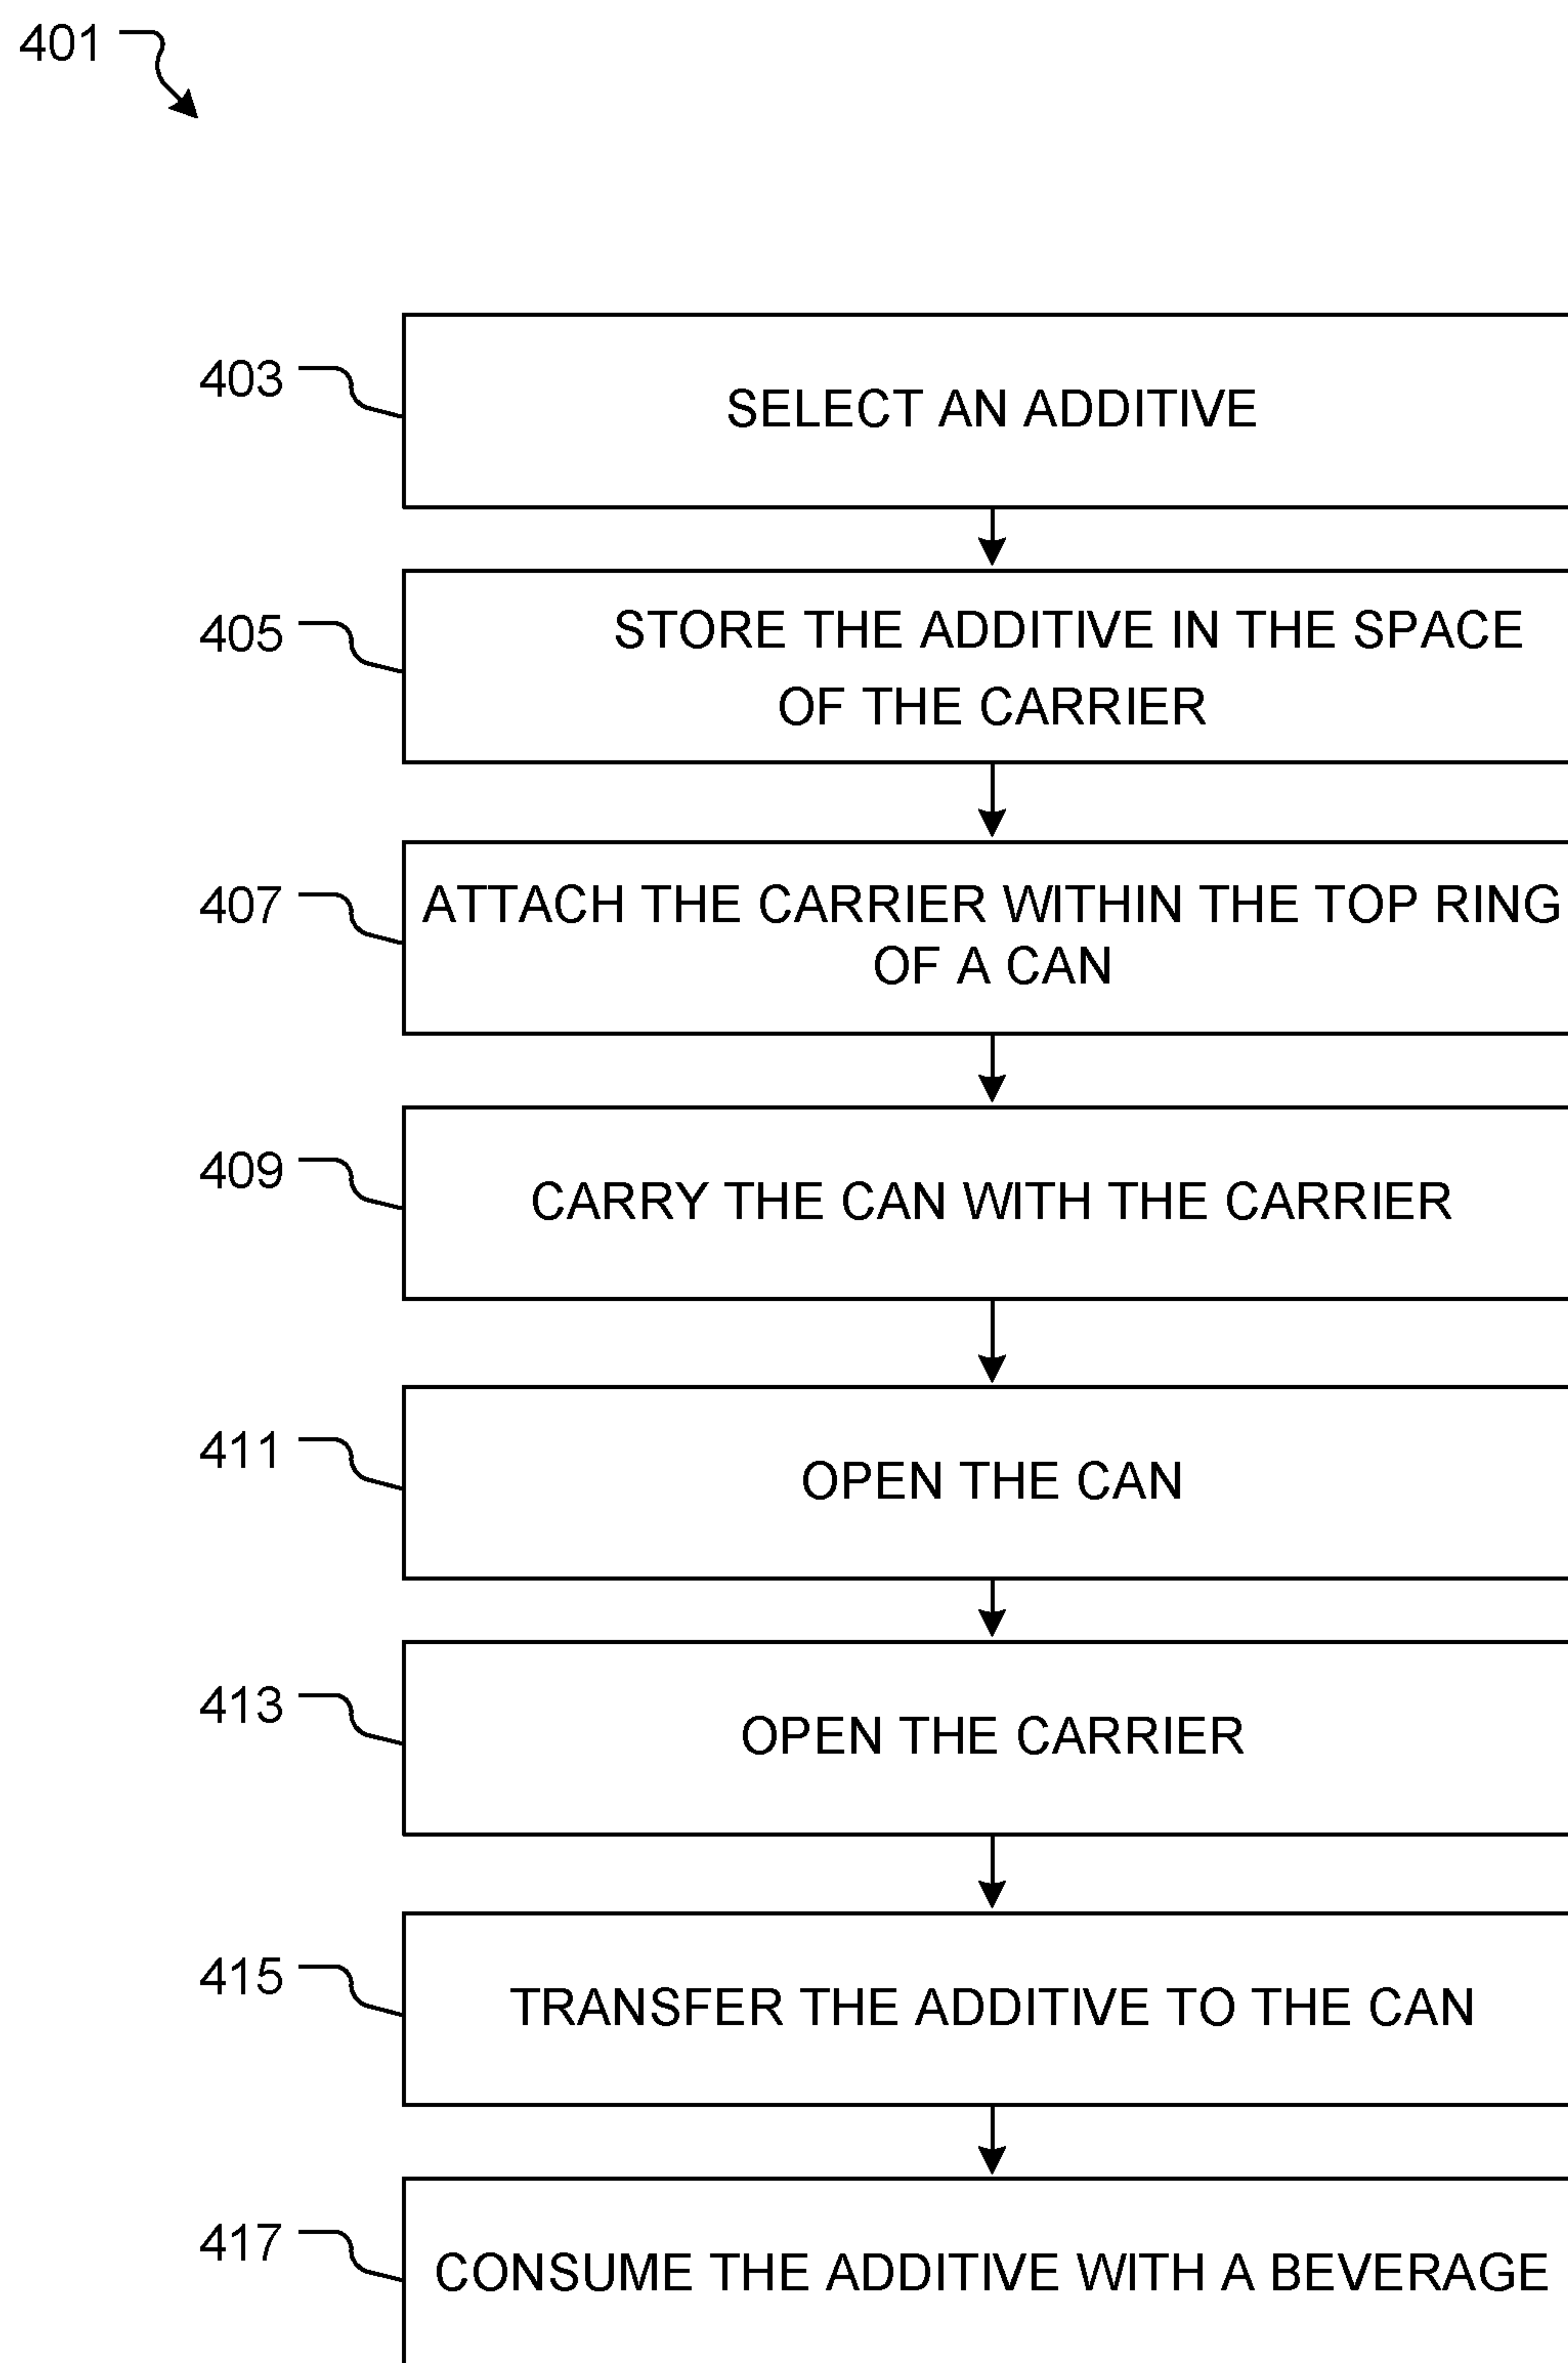 401
403
SELECT AN ADDITIVE
405
STORE THE ADDITIVE IN THE SPACE
OF THE CARRIER
407
ATTACH THE CARRIER WITHIN THE TOP RING
OF A CAN
409
CARRY THE CAN WITH THE CARRIER
411
OPEN THE CAN
413
OPEN THE CARRIER
415
TRANSFER THE ADDITIVE TO THE CAN
417
CONSUME THE ADDITIVE WITH A BEVERAGE